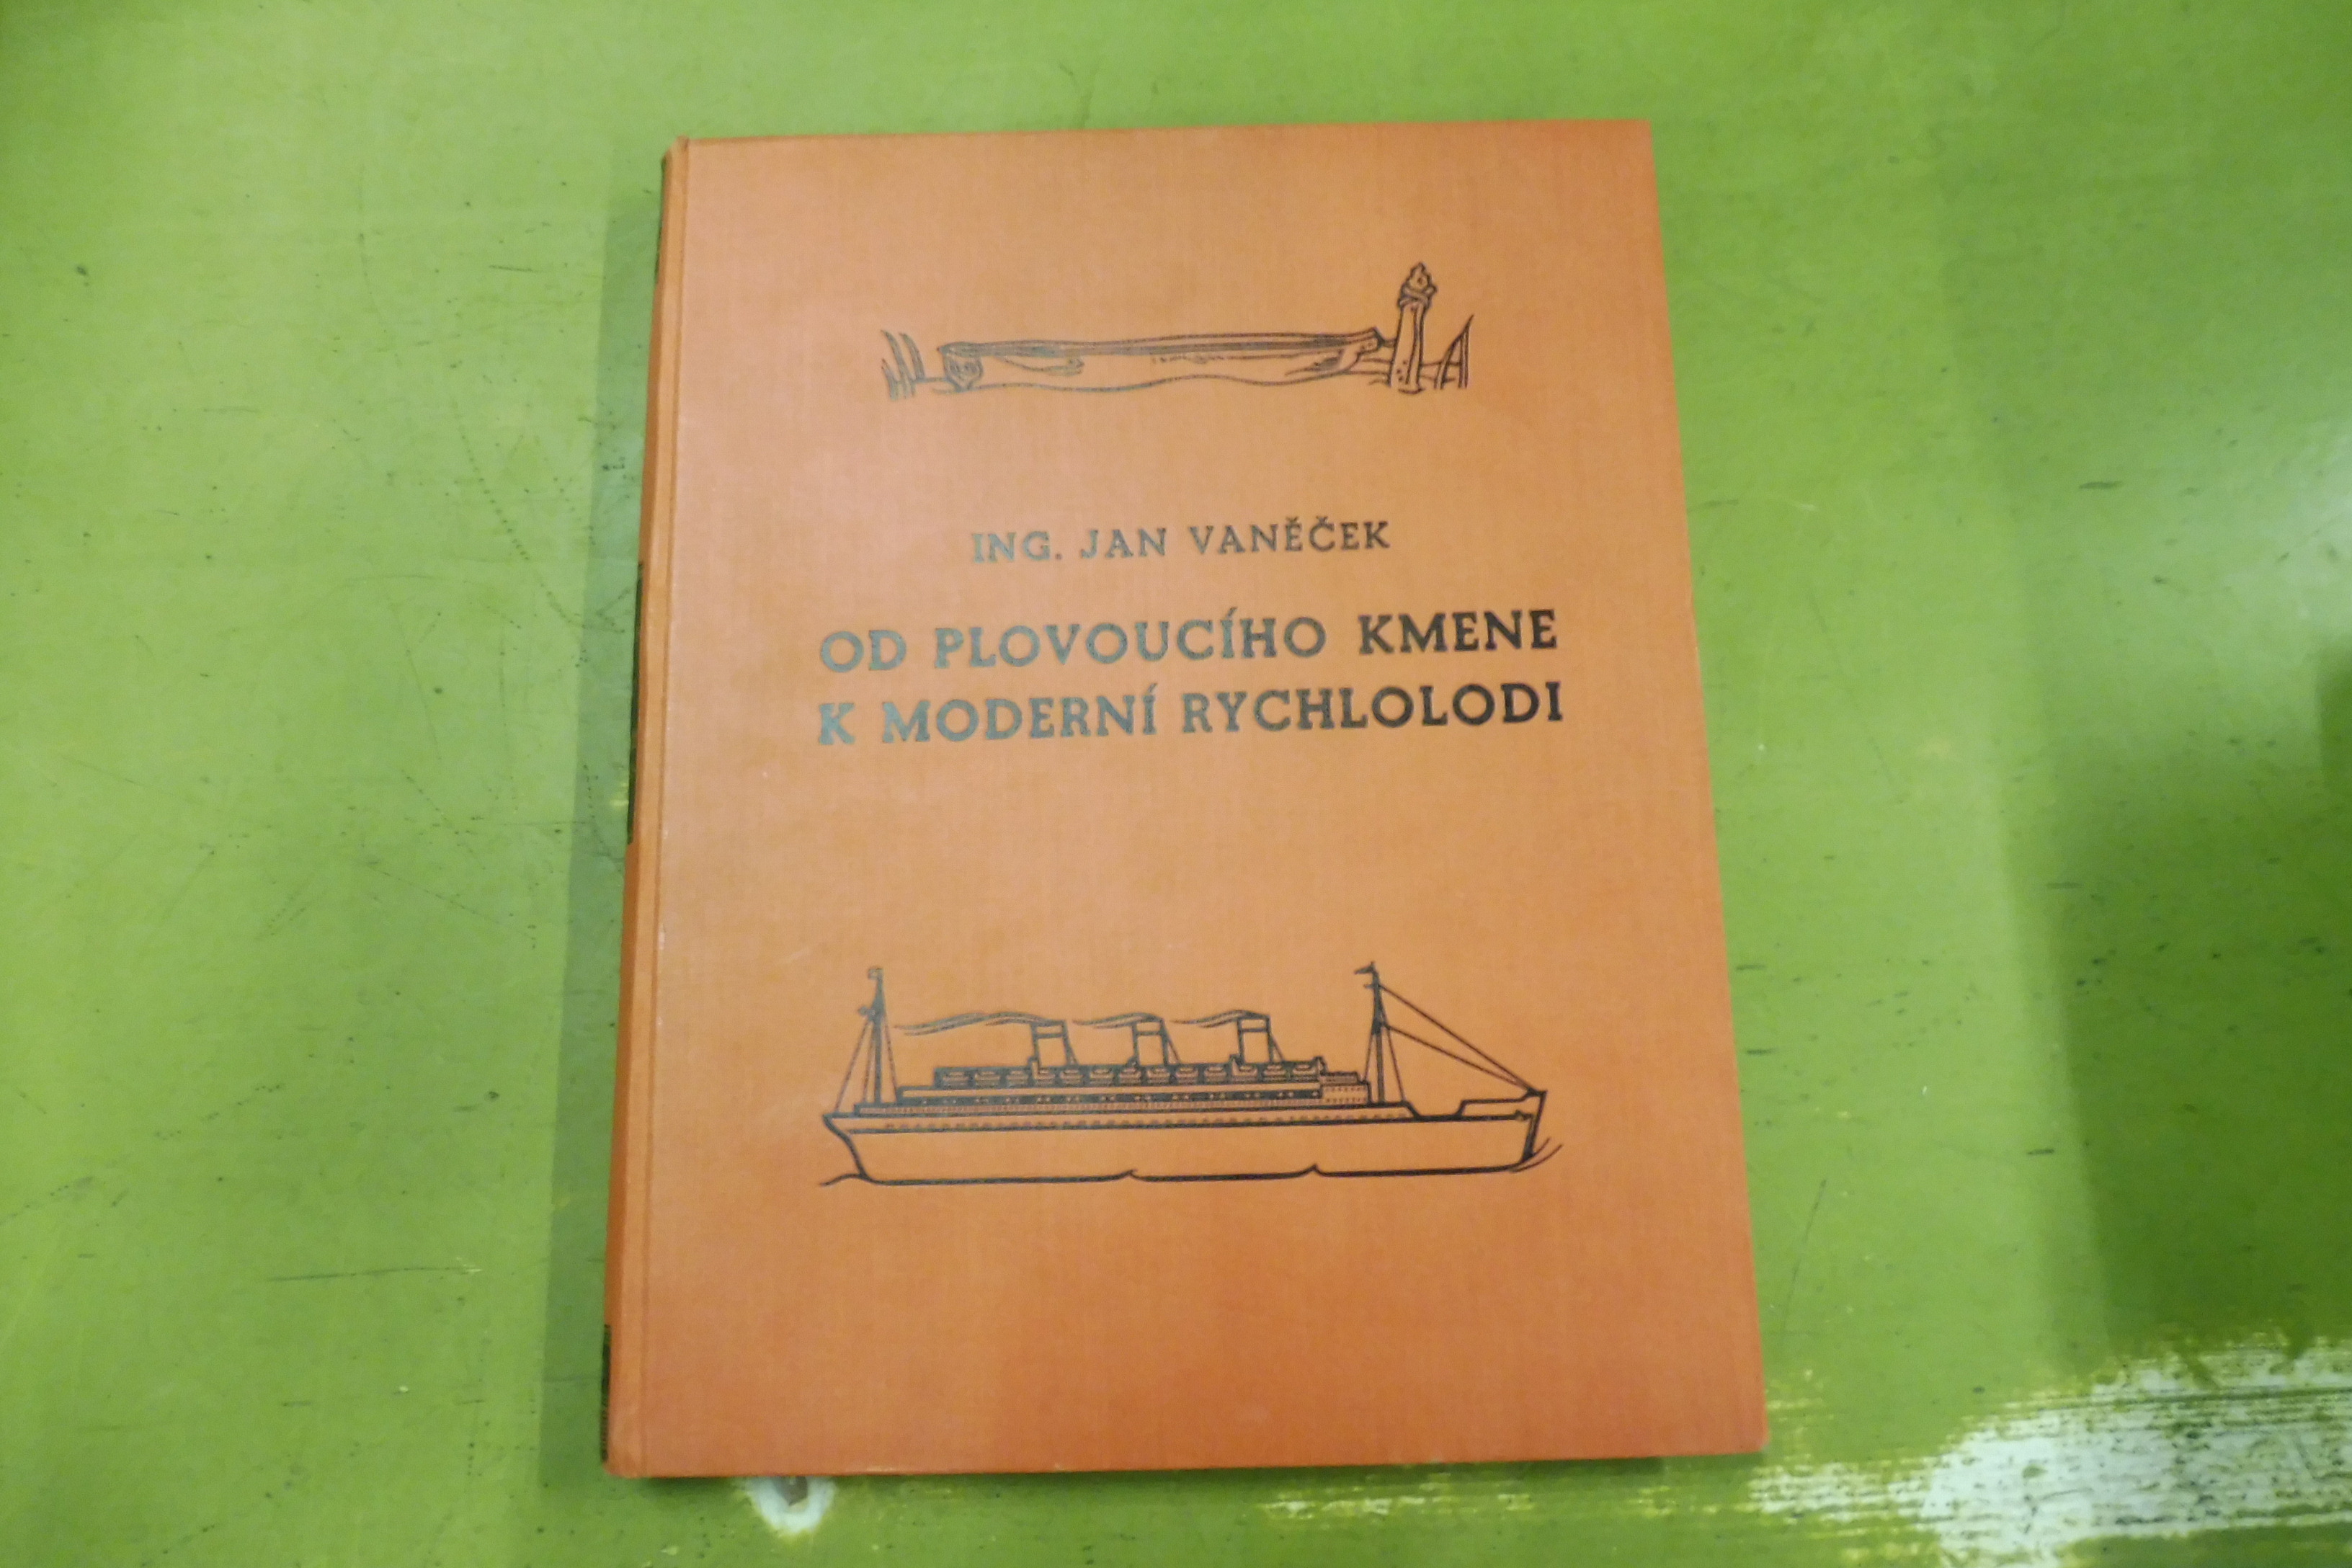 ING. JAN VANĚČEK
OD PLOVOUCÍHO KMENE
K MODERNÍ RYCHLOLODI